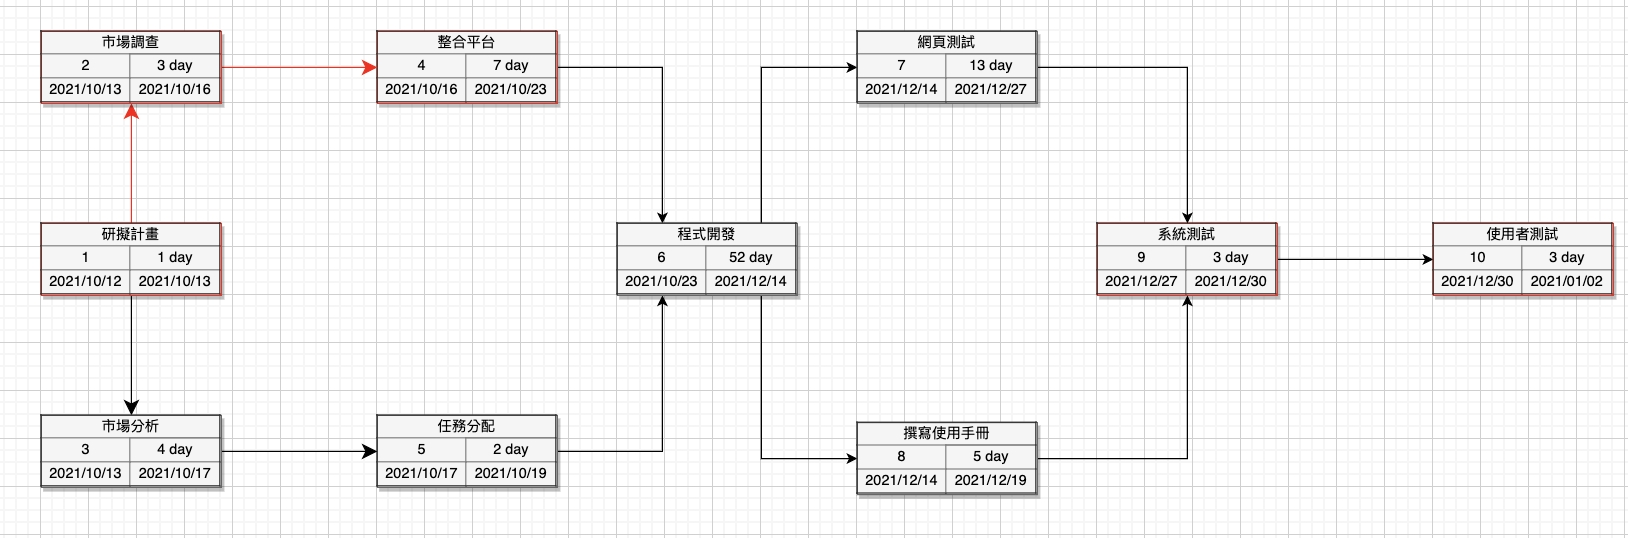 市場調查
2 3 day
2021/10/13 2021/10/16
整合平台
4 7 day
2021/10/16 2021/10/23
網頁測試
7 13 day
2021/12/14 2021/12/27
研擬計畫
1 1 day
2021/10/12 2021/10/13
程式開發
6 52 day
2021/10/23 2021/12/14
系統測試
9 3 day
2021/12/27 2021/12/30
使用者測試
10 3 day
2021/12/30 2021/01/02
市場分析
3 4 day
2021/10/13 2021/10/17
任務分配
5 2 day
2021/10/17 2021/10/19
撰寫使用手冊
8 5 day
2021/12/14 2021/12/19